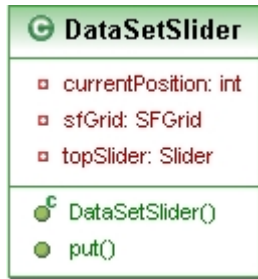 G DataSetSlider
currentPosition: int
sfGrid: SFGrid
topSlider: Slider
C DataSetSlider()
put()